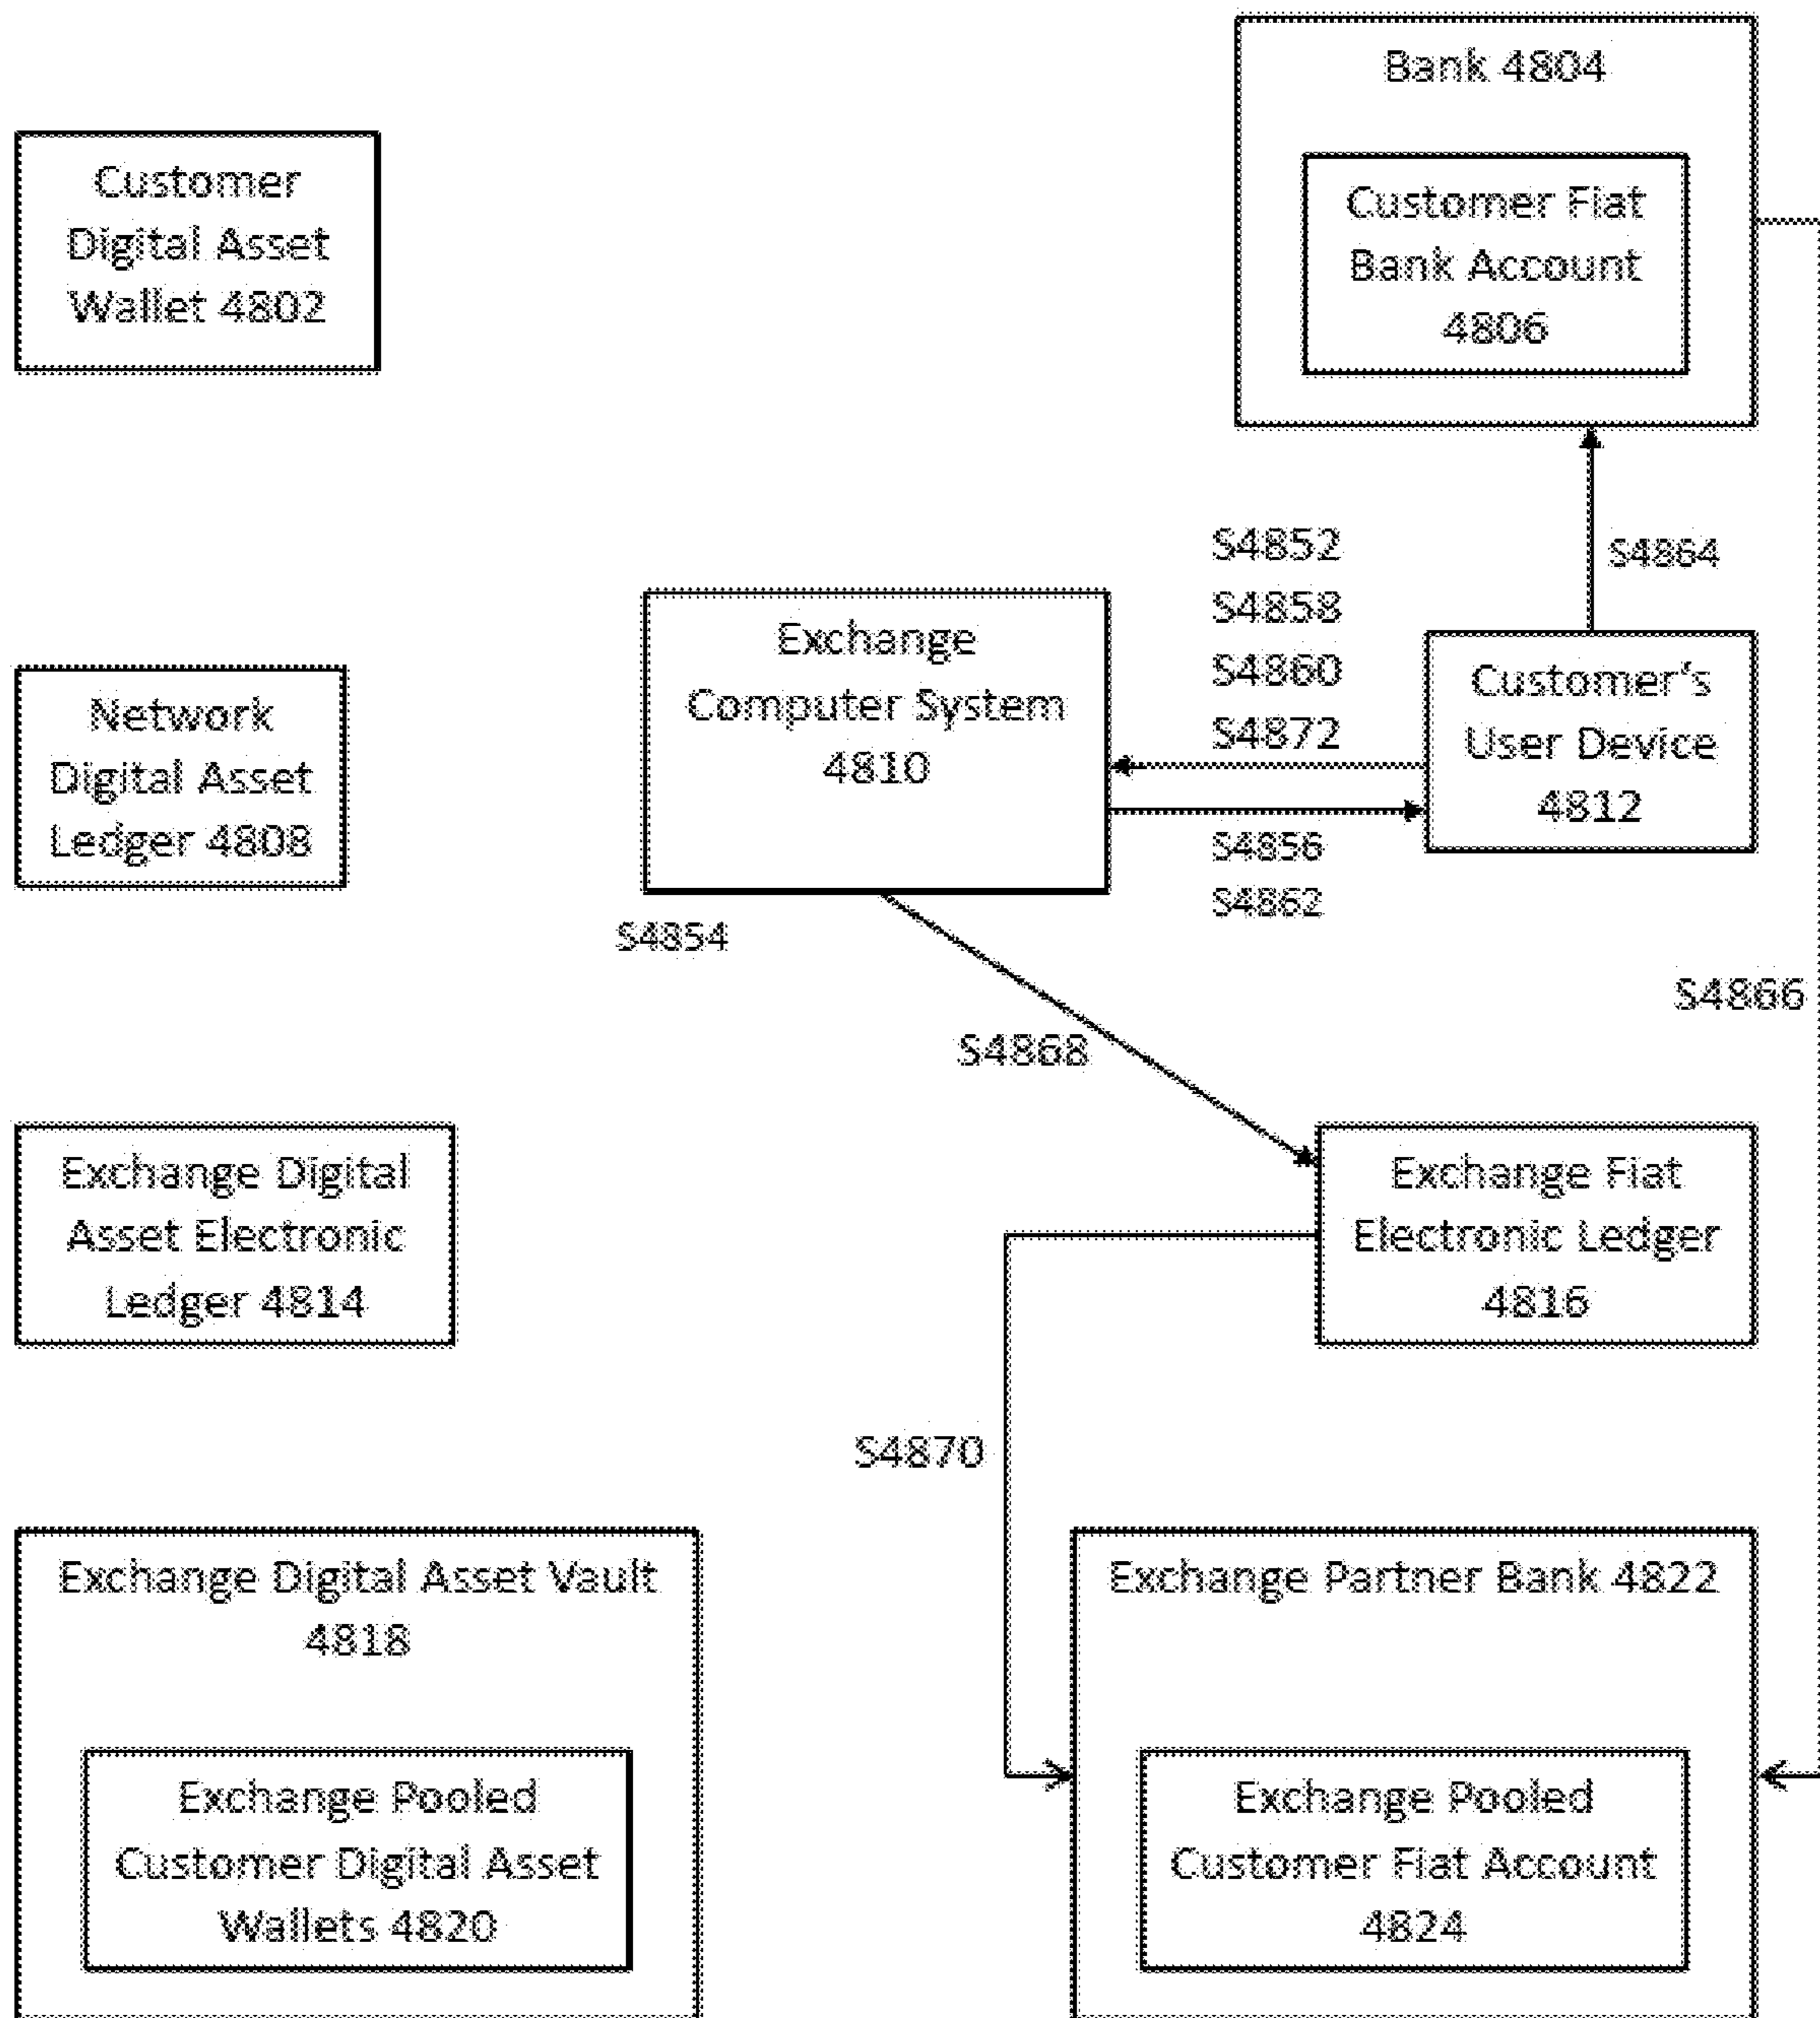 Bank 4804
Customer Fiat
Bank Account
4806
Customer
Digital Asset
Wallet 4802
S4852
S4858
S4860
S4872
S4864
Exchange
Computer System
4810
Customer's
User Device
4812
Network
Digital Asset
Ledger 4808
S4856
S4862
S4854
S4866
S4868
Exchange Digital
Asset Electronic
Ledger 4814
Exchange Fiat
Electronic Ledger
4816
S4870
Exchange Digital Asset Vault
4818
Exchange Pooled
Customer Digital Asset
Wallets 4820
Exchange Partner Bank 4822
Exchange Pooled
Customer Fiat Account
4824